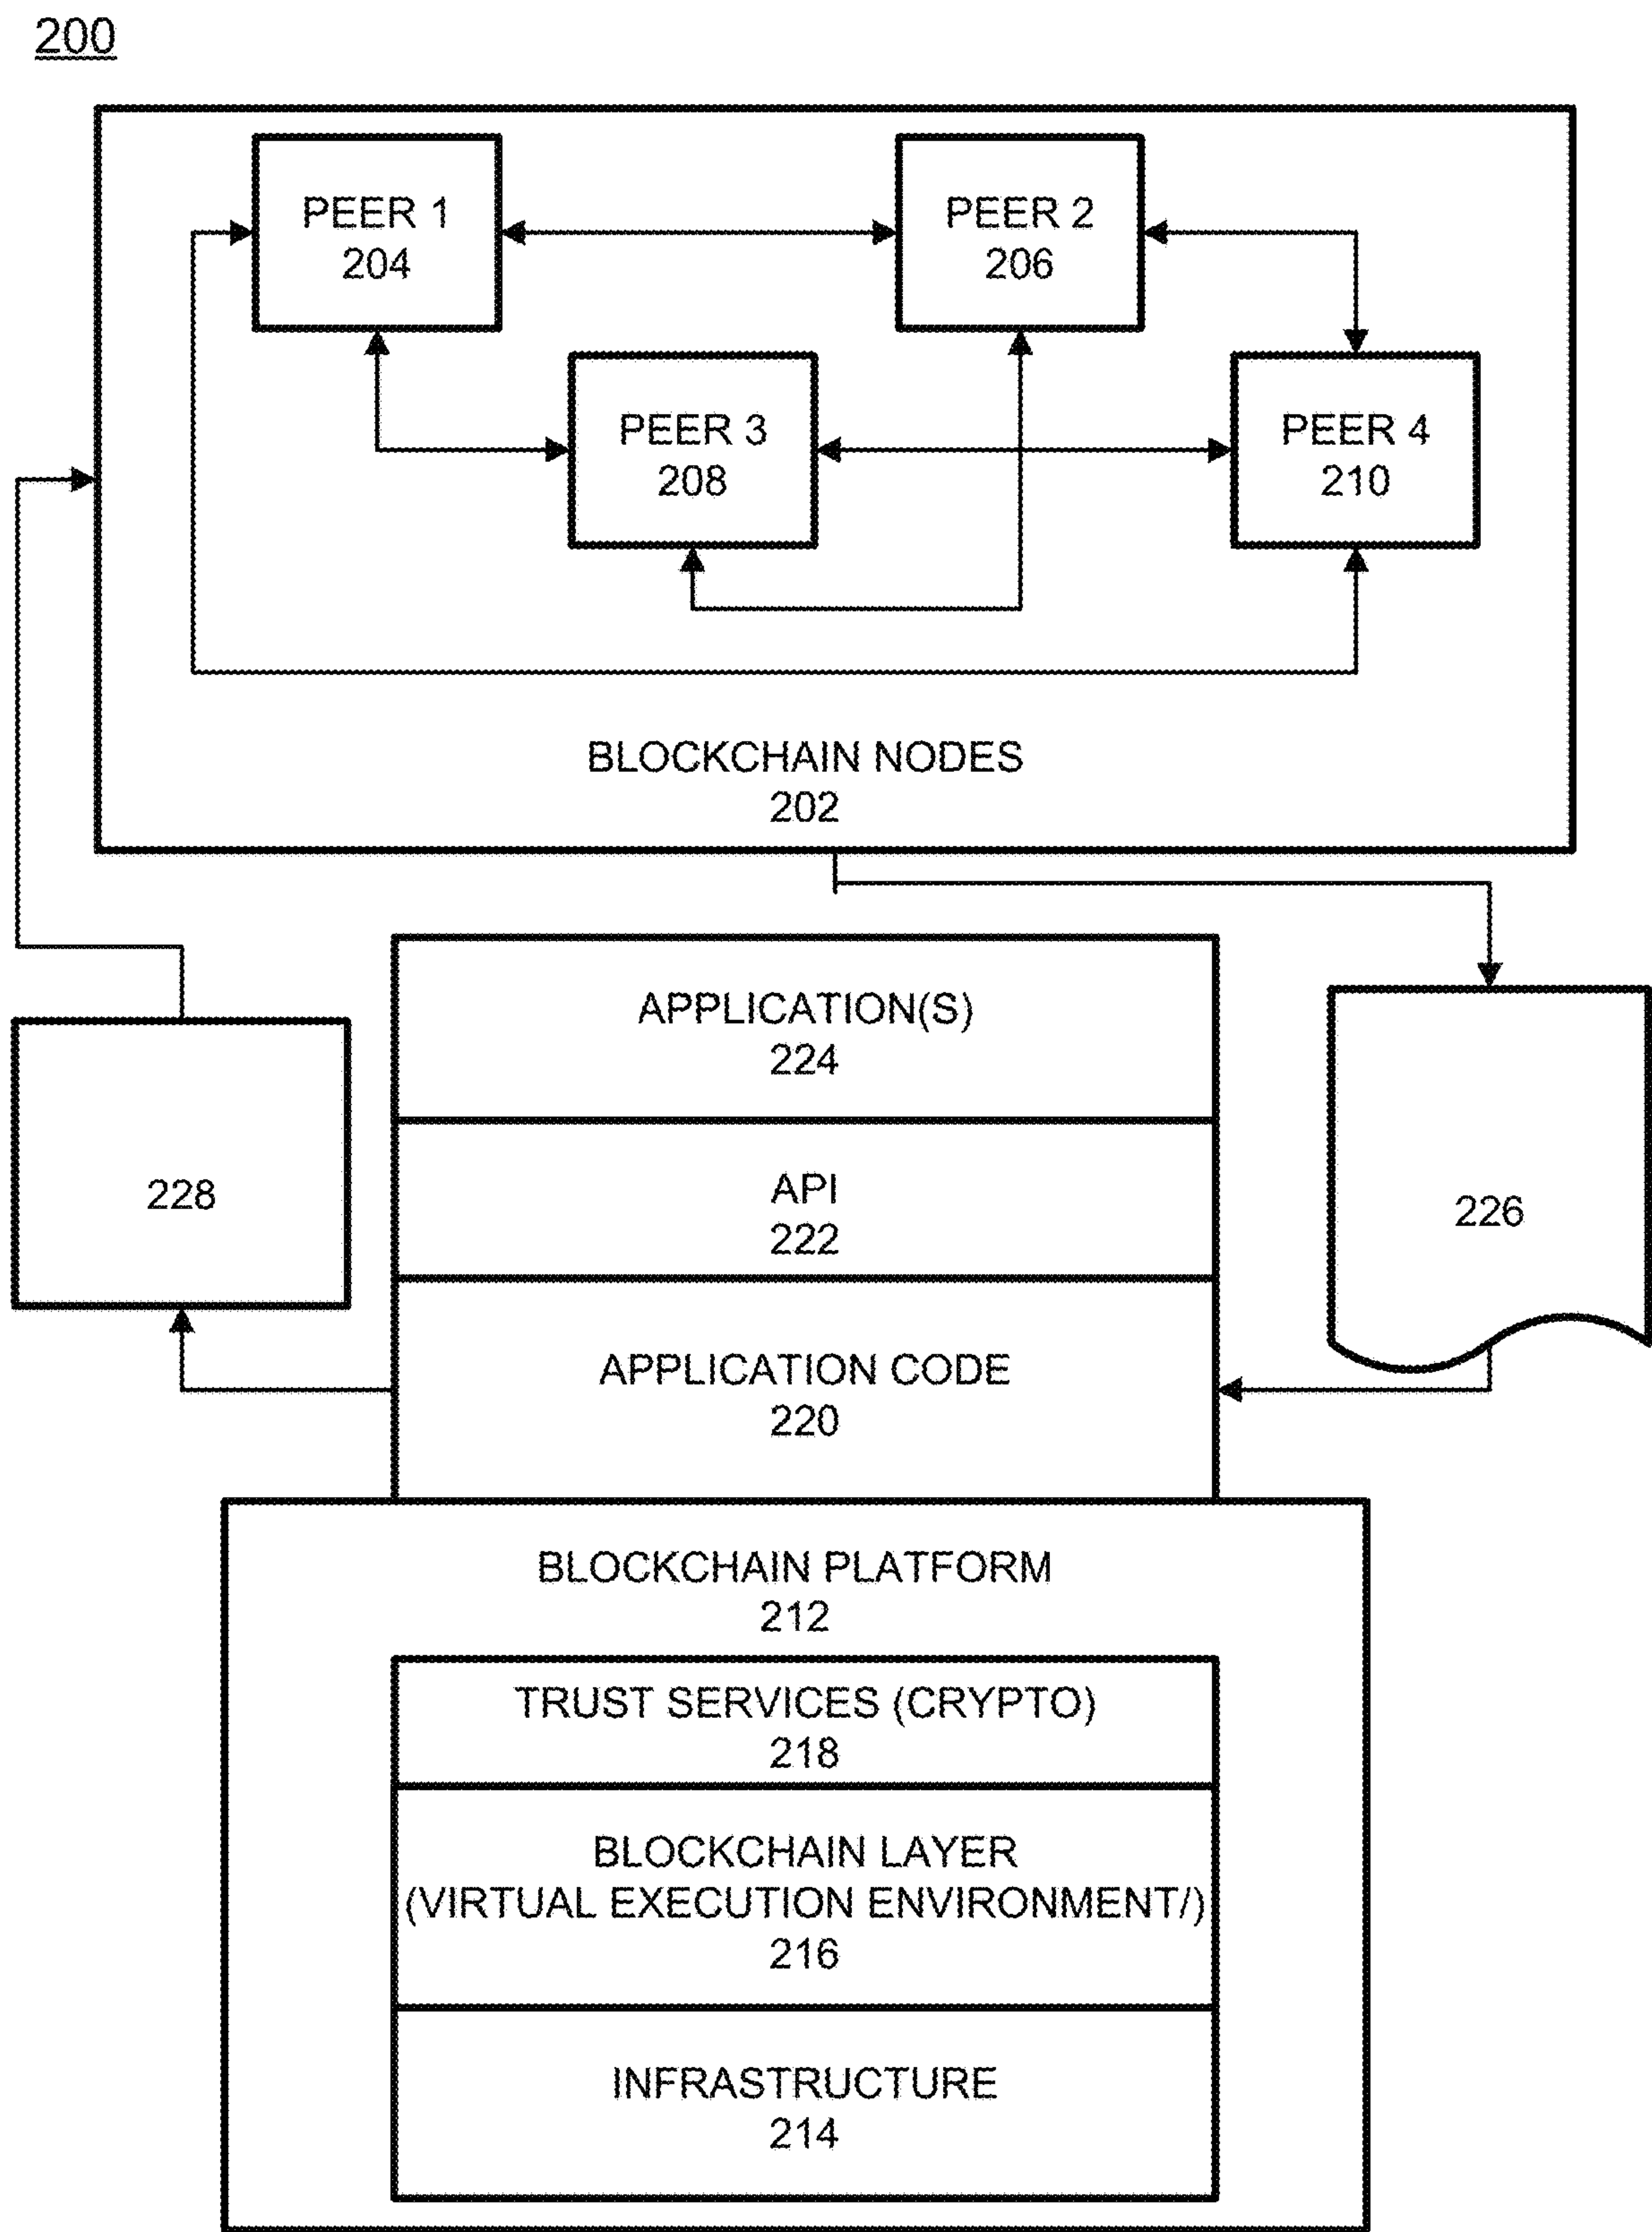 200
PEER 1
204
PEER 2
206
PEER 3
208
PEER 4
210
BLOCKCHAIN NODES
202
APPLICATION(S)
224
API
222
228
226
APPLICATION CODE
220
BLOCKCHAIN PLATFORM
212
TRUST SERVICES (CRYPTO)
218
BLOCKCHAIN LAYER
(VIRTUAL EXECUTION ENVIRONMENT/)
216
INFRASTRUCTURE
214